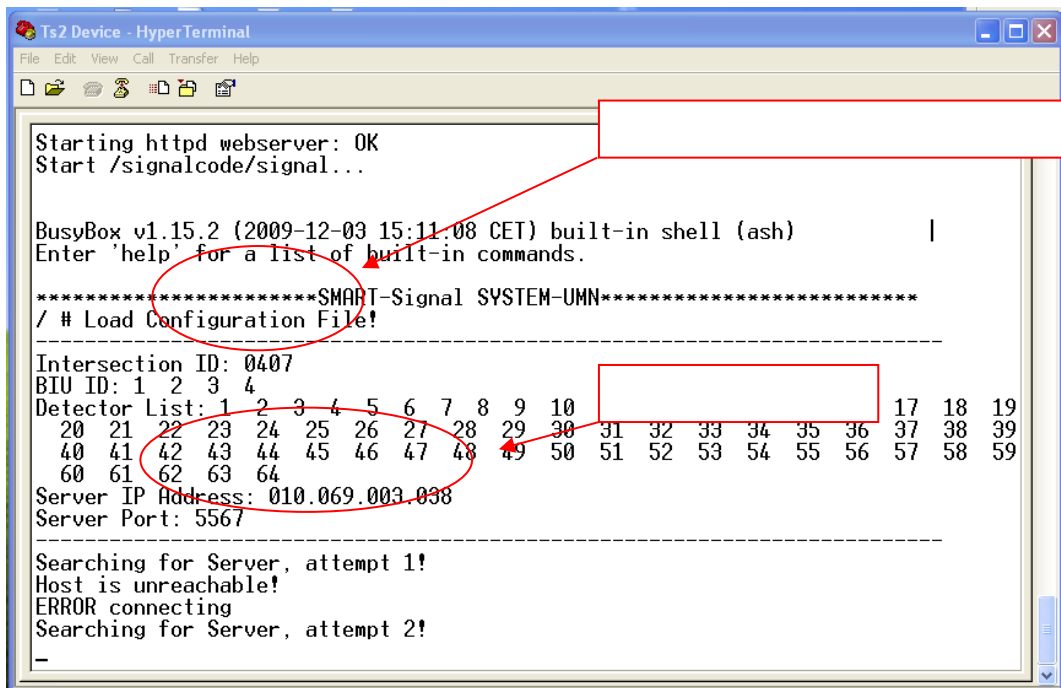 Ts2 Device - HyperTerminal
File Edit View Call Transfer Help
Starting httpd webserver: OK
Start /signalcode/signal...
BusyBox v1.15.2 (2009-12-03 15:11:08 CET) built-in shell (ash)
Enter 'help' for a list of built-in commands.
***********************SMART-Signal SYSTEM-UMN**************************
/ # Load Configuration File!
--------------------------------------------------------------------------
Intersection ID: 0407
BIU ID: 1 2 3 4
Detector List: 1 2 3 4 5 6 7 8 9 10 17 18 19
20 21 22 23 24 25 26 27 28 29 30 31 32 33 34 35 36 37 38 39
40 41 42 43 44 45 46 47 48 49 50 51 52 53 54 55 56 57 58 59
60 61 62 63 64
Server IP Address: 010.069.003.038
Server Port: 5567
--------------------------------------------------------------------------
Searching for Server, attempt 1!
Host is unreachable!
ERROR connecting
Searching for Server, attempt 2!